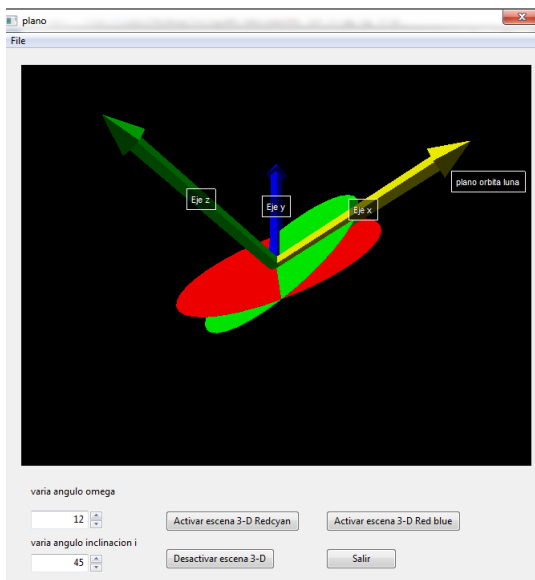 plano
File
plano orbita luna
Eje z
Eje y
Eje x
varia angulo omega
12
Activar escena 3-D Redcyan
Activar escena 3-D Red blue
varia angulo inclinacion i
45
Desactivar escena 3-D
Salir